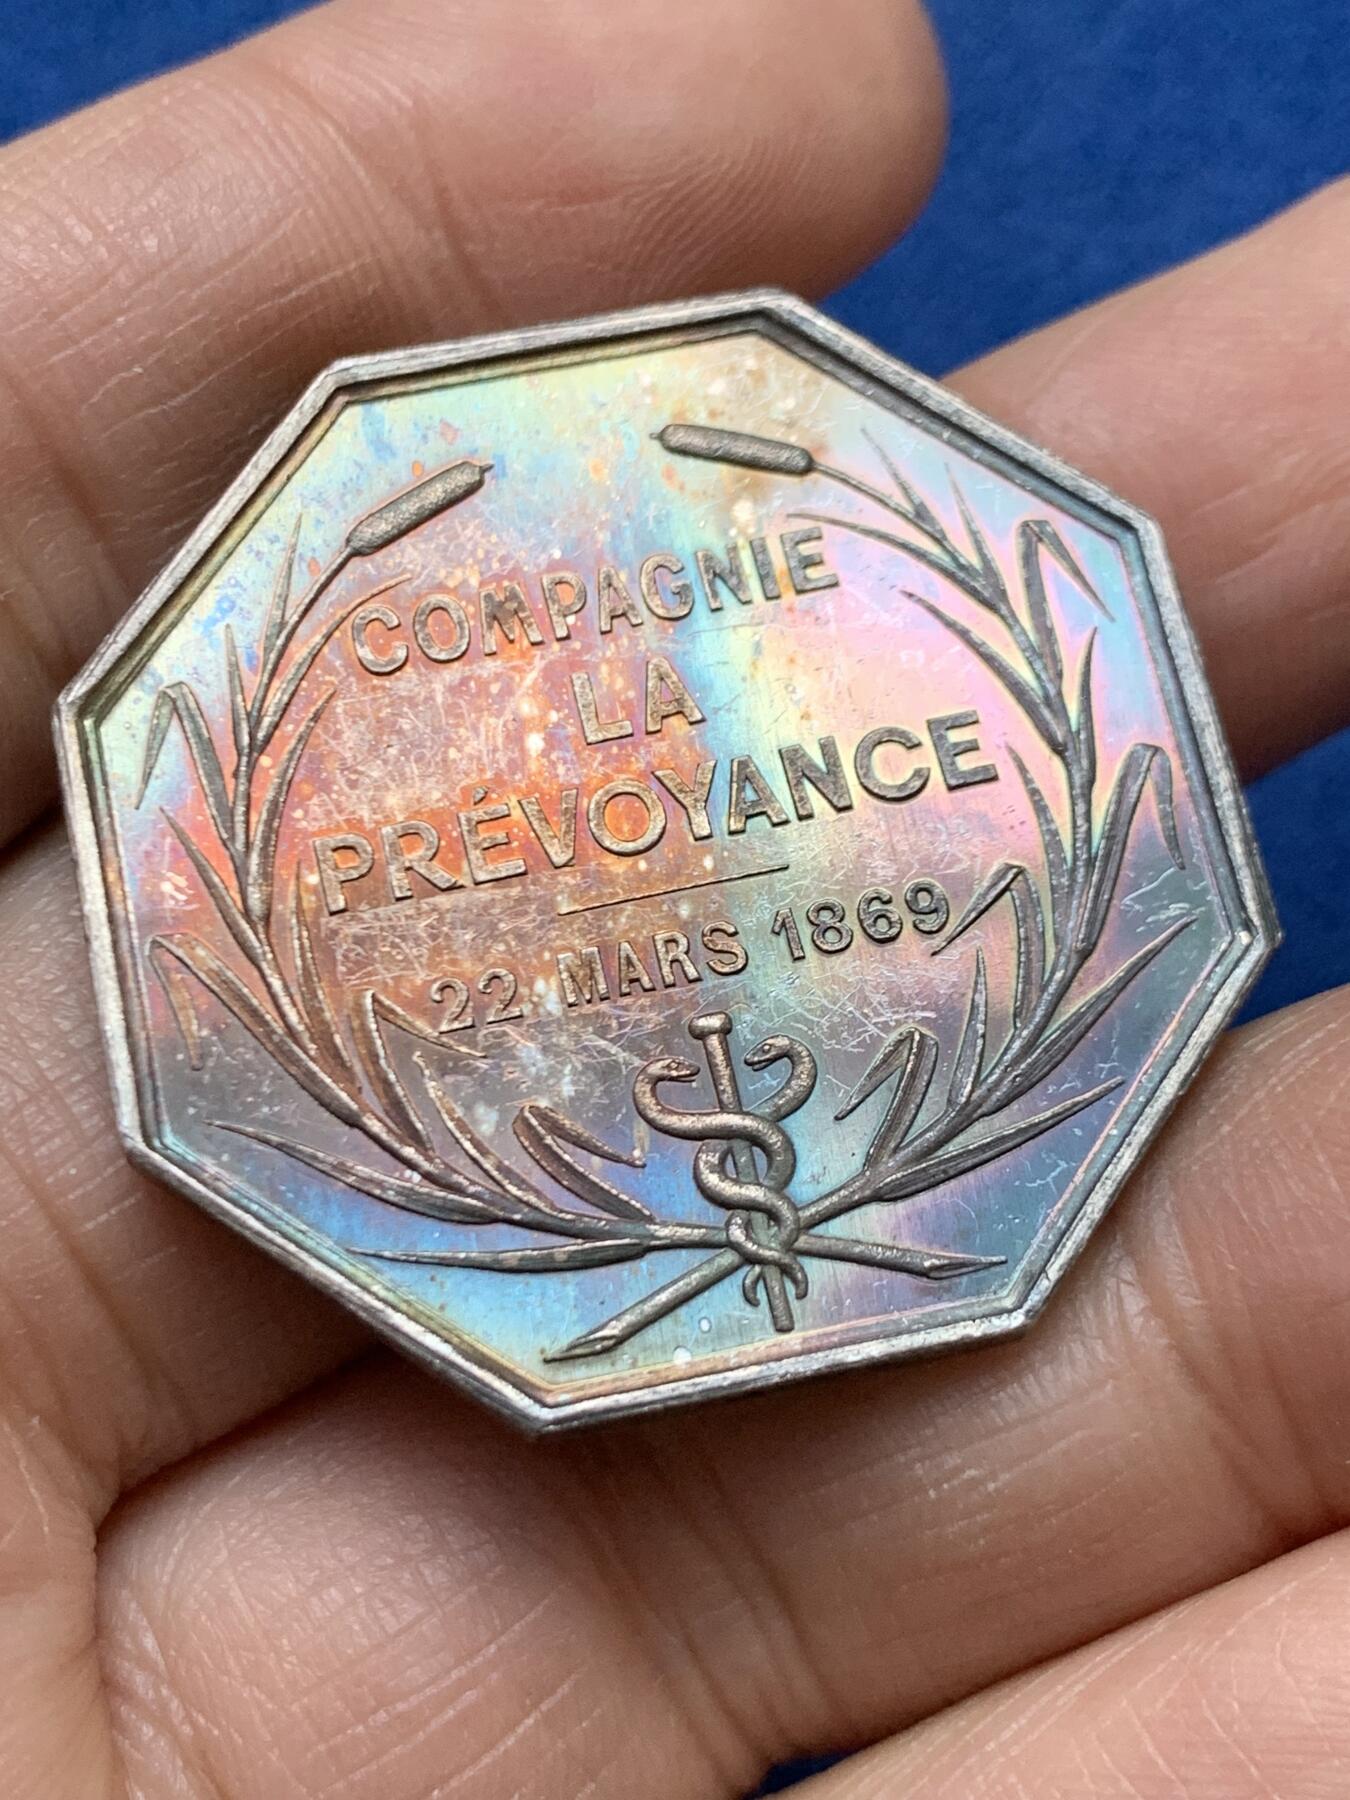 COMPAGNIE
LA
PRÉVOYANCE
22 MARS 1869